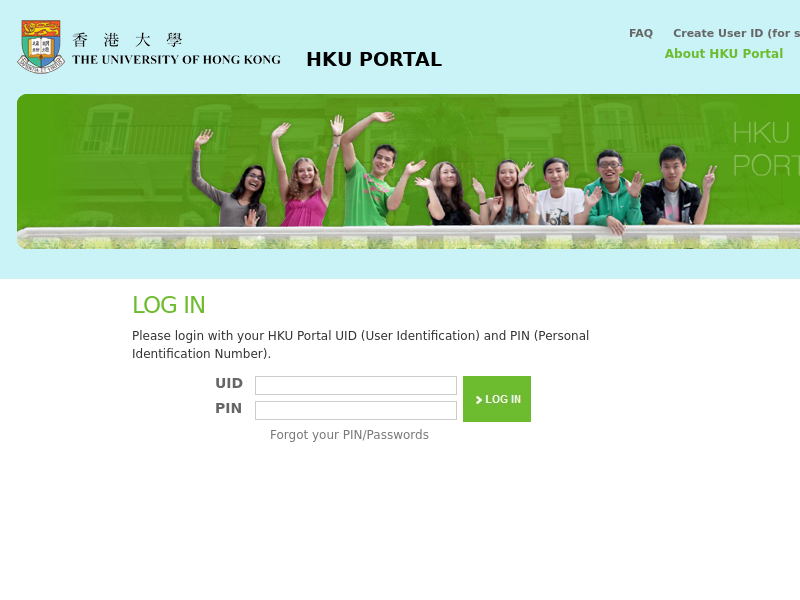 香 港 大 學
THE UNIVERSITY OF HONG KONG
HKU PORTAL
FAQ
Create User ID (for s
About HKU Portal
HKU
PORT
LOG IN
Please login with your HKU Portal UID (User Identification) and PIN (Personal
Identification Number).
UID
PIN
LOG IN
Forgot your PIN/Passwords